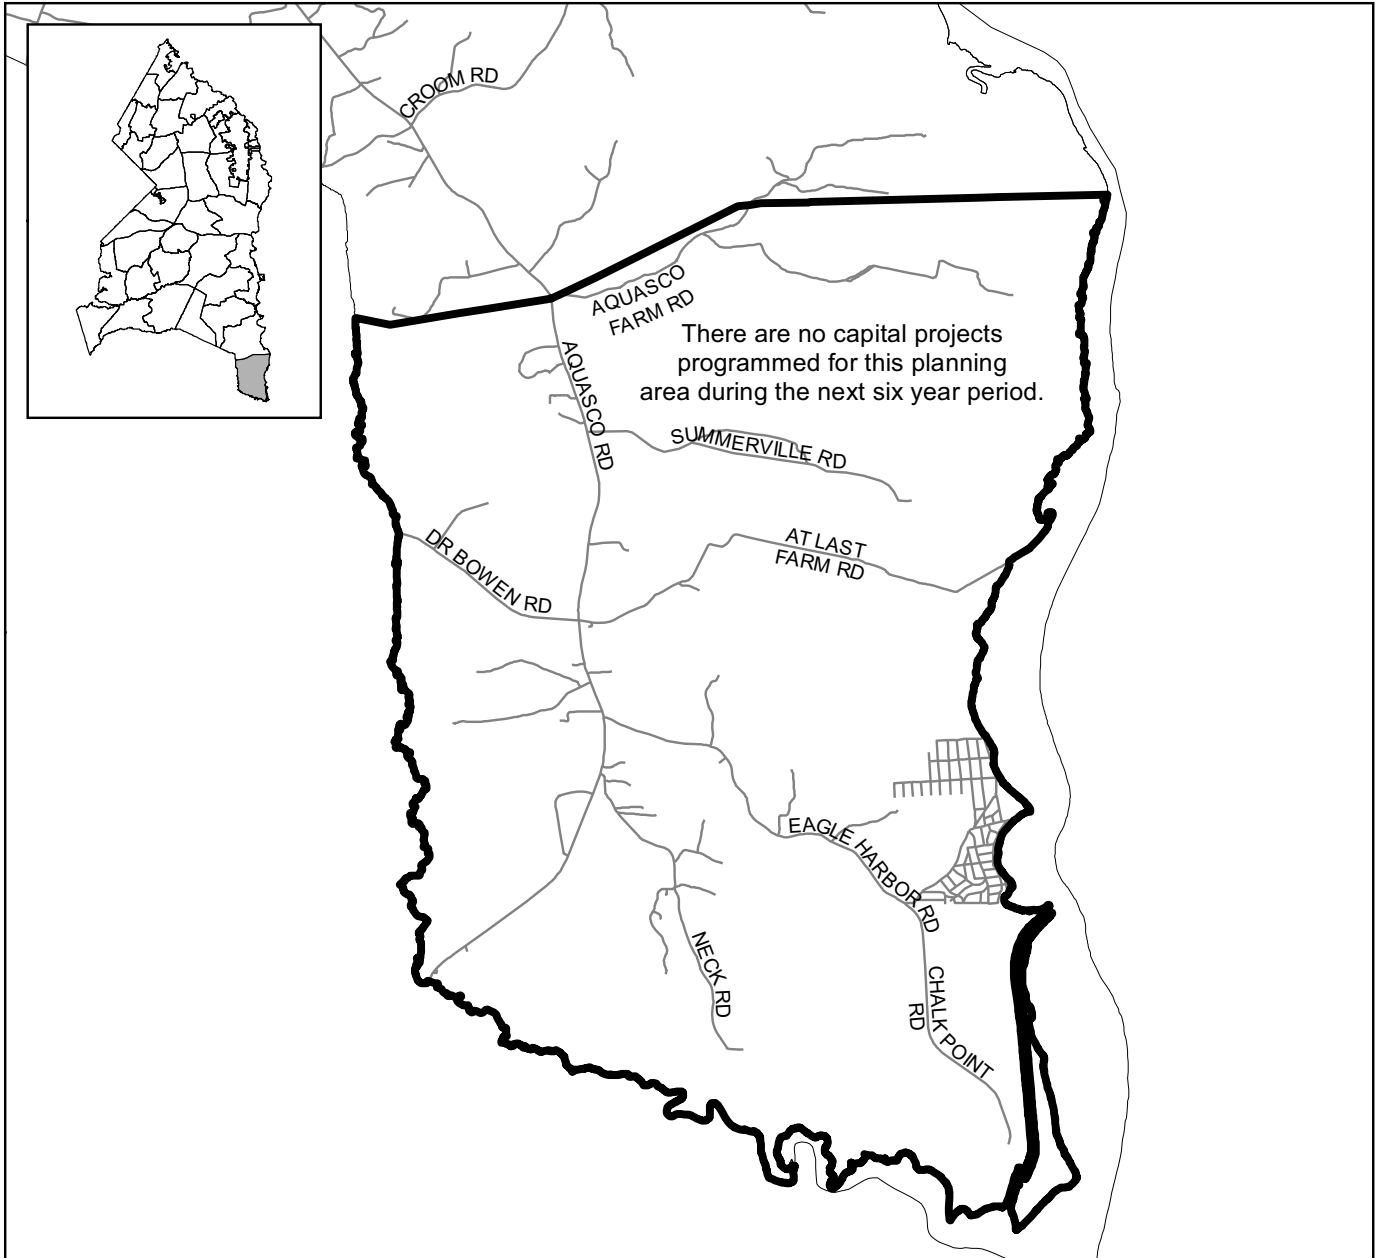 CROOM RD
AQUASCO
FARM RD
There are no capital projects
programmed for this planning
area during the next six year period.
AQUASCO RD
SUMMERVILLE RD
DR BOWEN RD
AT LAST
FARM RD
EAGLE HARBOR RD
NECK RD
CHALK POINT
RD